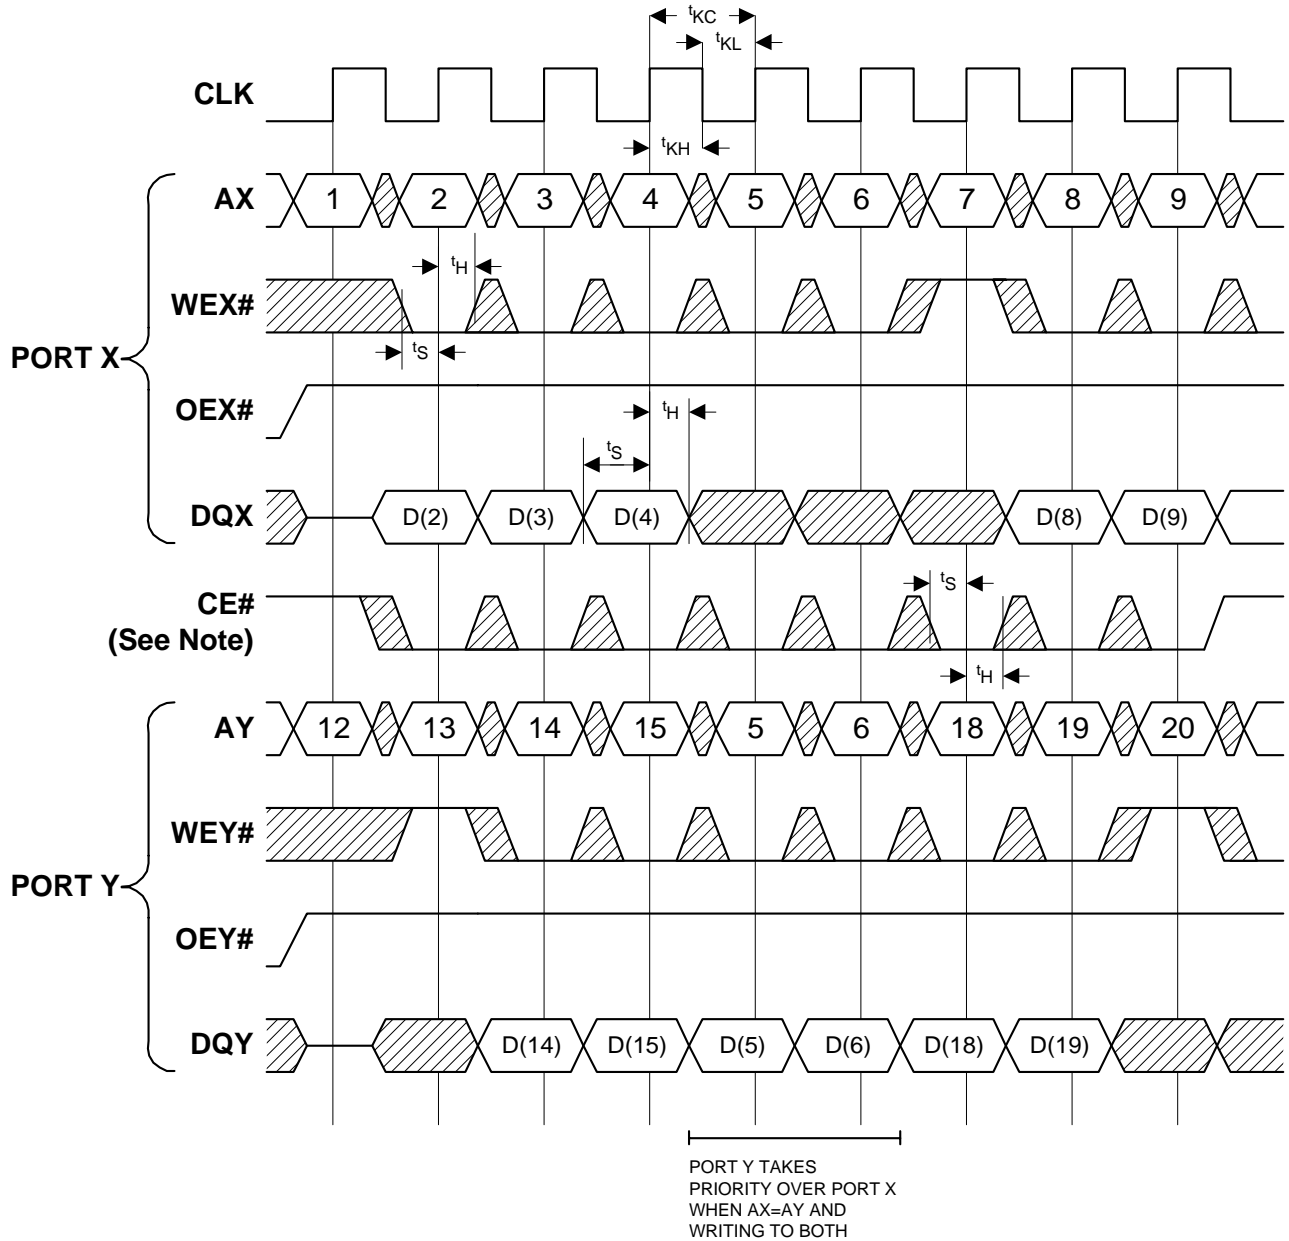 tKC
tKL
CLK
tKH
AX 1 2 3 4 5 6 7 8 9
tH
WEX#
tS
PORT X
OEX#
tH
tS
DQX D(2) D(3) D(4) D(8) D(9)
tS
CE#
(See Note)
tH
AY 12 13 14 15 5 6 18 19 20
WEY#
PORT Y
OEY#
DQY D(14) D(15) D(5) D(6) D(18) D(19)
PORT Y TAKES
PRIORITY OVER PORT X
WHEN AX=AY AND
WRITING TO BOTH